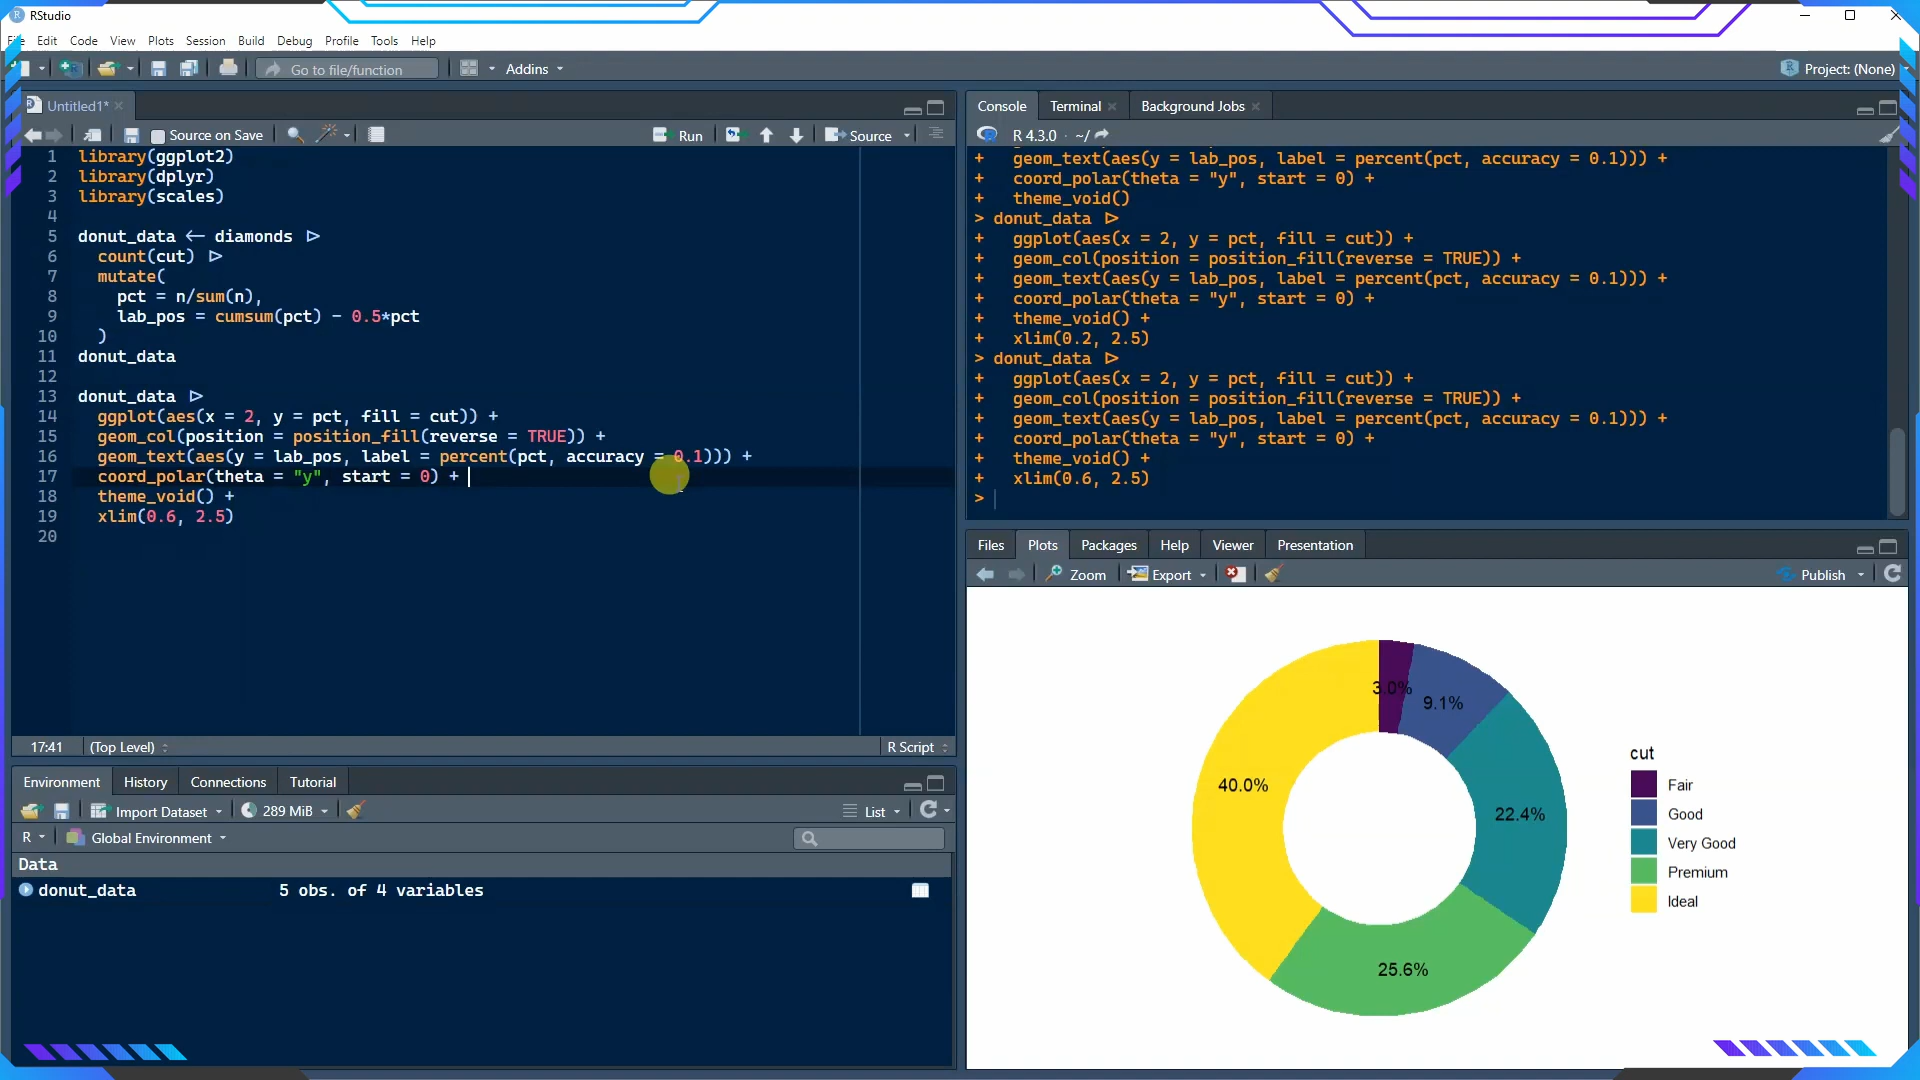 RStudio
File Edit Code View Plots Session Build Debug Profile Tools Help
Go to file/function
Addins
Project: (None)
Untitled1*
Source on Save
Run
Source
1 library(ggplot2)
2 library(dplyr)
3 library(scales)
4
5 donut_data <- diamonds |>
6 count(cut) |>
7 mutate(
8 pct = n/sum(n),
9 lab_pos = cumsum(pct) - 0.5*pct
10 )
11 donut_data
12
13 donut_data |>
14 ggplot(aes(x = 2, y = pct, fill = cut)) +
15 geom_col(position = position_fill(reverse = TRUE)) +
16 geom_text(aes(y = lab_pos, label = percent(pct, accuracy = 0.1))) +
17 coord_polar(theta = "y", start = 0) +
18 theme_void() +
19 xlim(0.6, 2.5)
20
17:41 (Top Level) R Script
Environment History Connections Tutorial
Import Dataset 289 MiB List
R Global Environment
Data
donut_data 5 obs. of 4 variables
Console Terminal Background Jobs
R 4.3.0 · ~/
+ geom_text(aes(y = lab_pos, label = percent(pct, accuracy = 0.1))) +
+ coord_polar(theta = "y", start = 0) +
+ theme_void()
> donut_data |>
+ ggplot(aes(x = 2, y = pct, fill = cut)) +
+ geom_col(position = position_fill(reverse = TRUE)) +
+ geom_text(aes(y = lab_pos, label = percent(pct, accuracy = 0.1))) +
+ coord_polar(theta = "y", start = 0) +
+ theme_void() +
+ xlim(0.2, 2.5)
> donut_data |>
+ ggplot(aes(x = 2, y = pct, fill = cut)) +
+ geom_col(position = position_fill(reverse = TRUE)) +
+ geom_text(aes(y = lab_pos, label = percent(pct, accuracy = 0.1))) +
+ coord_polar(theta = "y", start = 0) +
+ theme_void() +
+ xlim(0.6, 2.5)
>
Files Plots Packages Help Viewer Presentation
Zoom Export Publish
3.0%
9.1%
40.0%
22.4%
25.6%
cut
Fair
Good
Very Good
Premium
Ideal